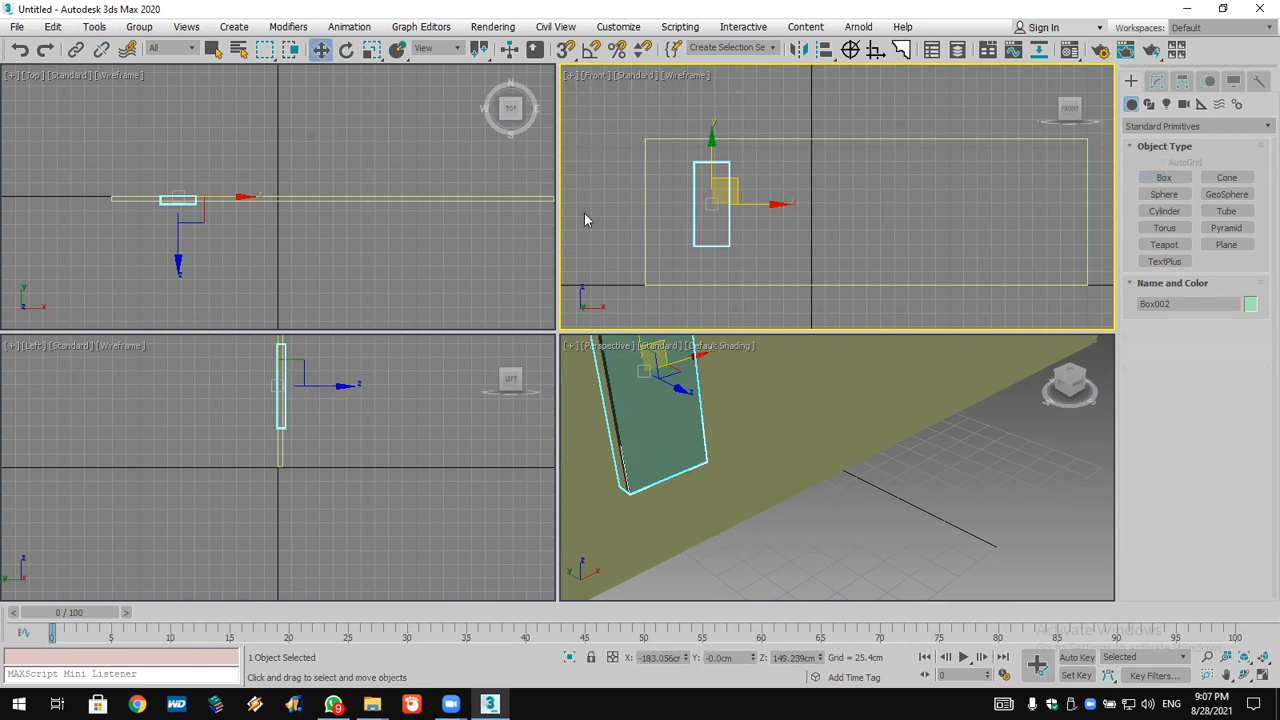 Untitled - Autodesk 3ds Max 2020
File Edit Tools Group Views Create Modifiers Animation Graph Editors Rendering Civil View Customize Scripting Interactive Content Arnold Help Sign In Workspaces: Default
All View Create Selection Se
[+] [Top] [Standard] [Wireframe]
N
W TOP E
S
x
z
y
z x
[+] [Front] [Standard] [Wireframe]
FRONT
y
x
z
y x
[+] [Left] [Standard] [Wireframe]
LEFT
z
z
y x
[+] [Perspective] [Standard] [Default Shading]
z
y x
Standard Primitives
Object Type
AutoGrid
Box Cone
Sphere GeoSphere
Cylinder Tube
Torus Pyramid
Teapot Plane
TextPlus
Name and Color
Box002
< 0 / 100 >
0 5 10 15 20 25 30 35 40 45 50 55 60 65 70 75 80 85 90 95 100
Activate Windows
1 Object Selected X: -183.056cr Y: -0.0cm Z: 149.239cm Grid = 25.4cm Auto Key Selected
MAXScript Mini Listener Click and drag to select and move objects Add Time Tag 0 Set Key Key Filters...
WD 9 3 ENG 9:07 PM
8/28/2021